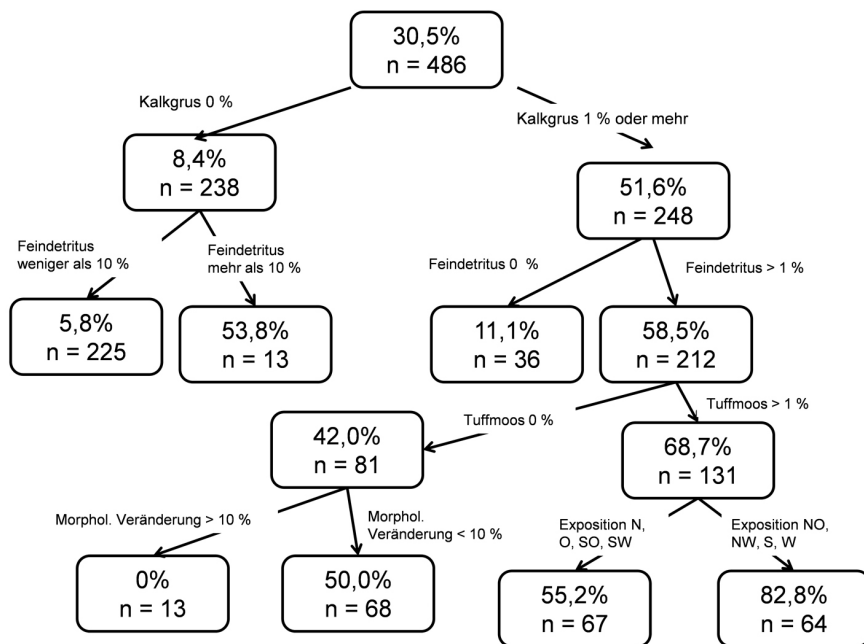 30,5%
n = 486
Kalkgrus 0 %
Kalkgrus 1 % oder mehr
8,4%
n = 238
51,6%
n = 248
Feindetritus
weniger als 10 %
Feindetritus
mehr als 10 %
Feindetritus 0 %
Feindetritus > 1 %
5,8%
n = 225
53,8%
n = 13
11,1%
n = 36
58,5%
n = 212
Tuffmoos 0 %
Tuffmoos > 1 %
42,0%
n = 81
68,7%
n = 131
Morphol. Veränderung > 10 %
Morphol.
Veränderung < 10 %
Exposition N,
O, SO, SW
Exposition NO,
NW, S, W
0%
n = 13
50,0%
n = 68
55,2%
n = 67
82,8%
n = 64